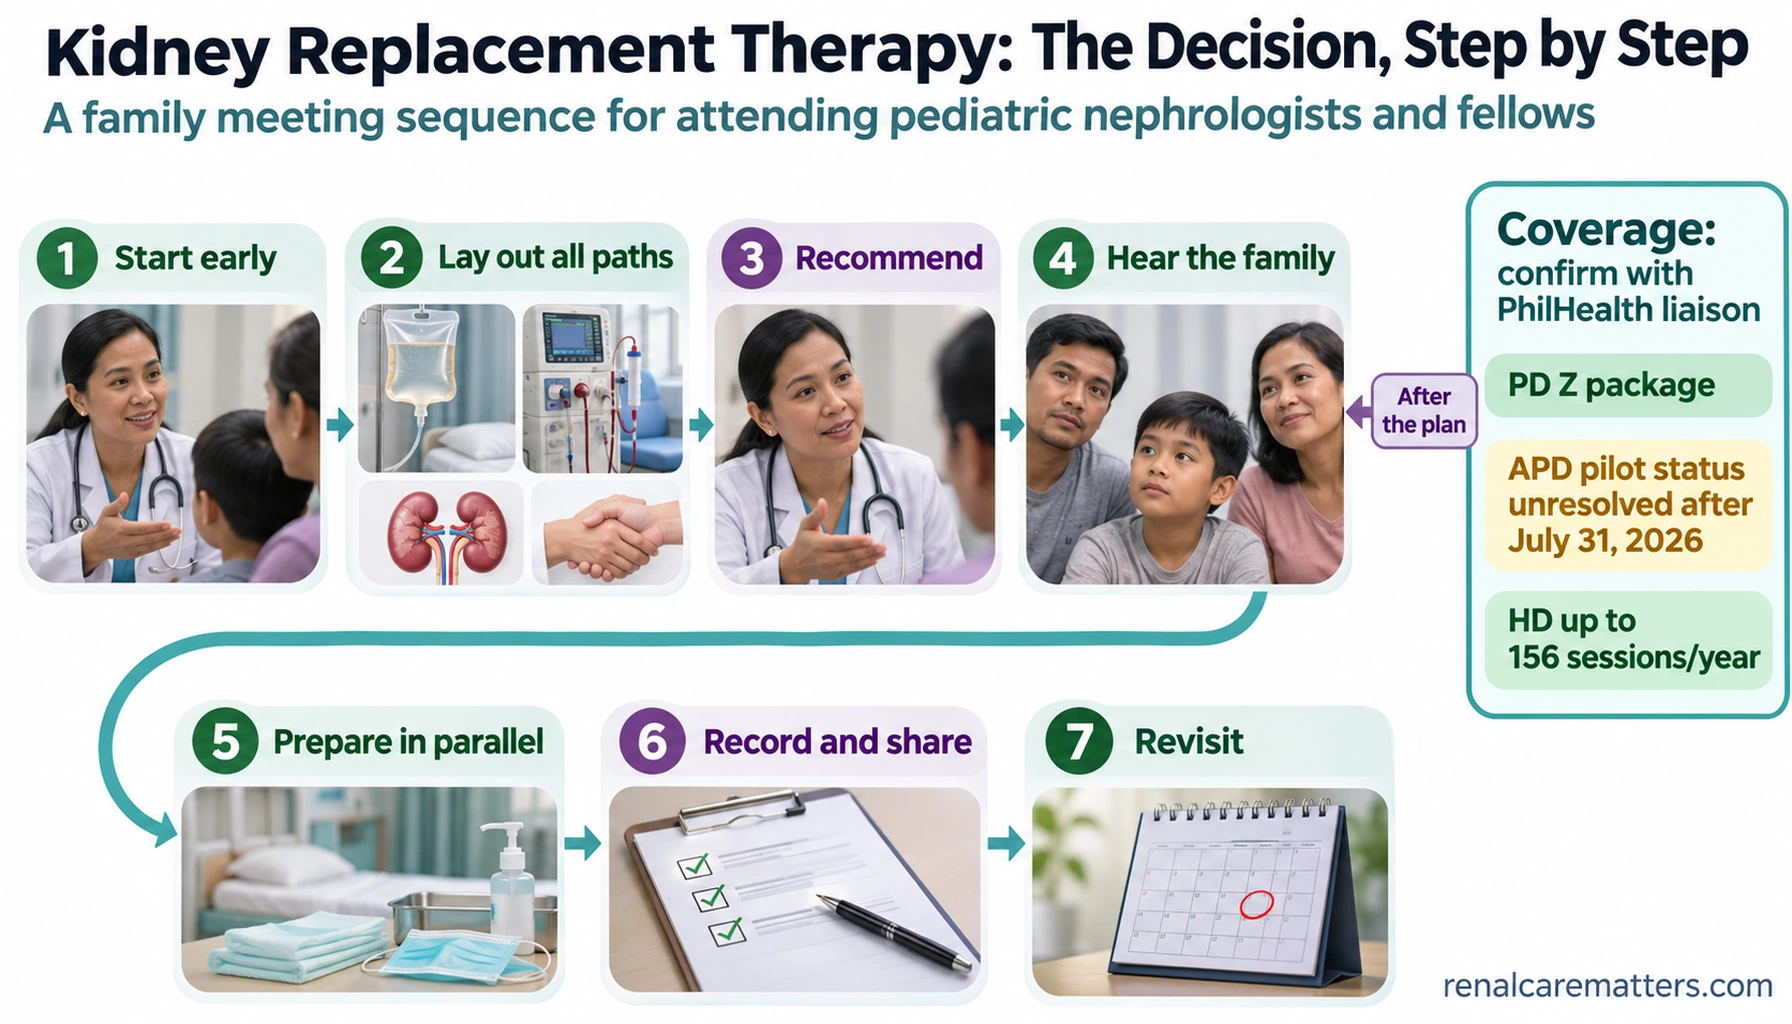 Kidney Replacement Therapy: The Decision, Step by Step
A family meeting sequence for attending pediatric nephrologists and fellows
1 Start early
2 Lay out all paths
3 Recommend
4 Hear the family
After
the plan
Coverage:
confirm with
PhilHealth liaison
PD Z package
APD pilot status
unresolved after
July 31, 2026
HD up to
156 sessions/year
5 Prepare in parallel
6 Record and share
7 Revisit
renalcarematters.com